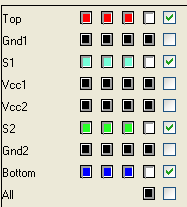 Top
Gnd1
S1
Vcc1
Vcc2
S2
Gnd2
Bottom
All